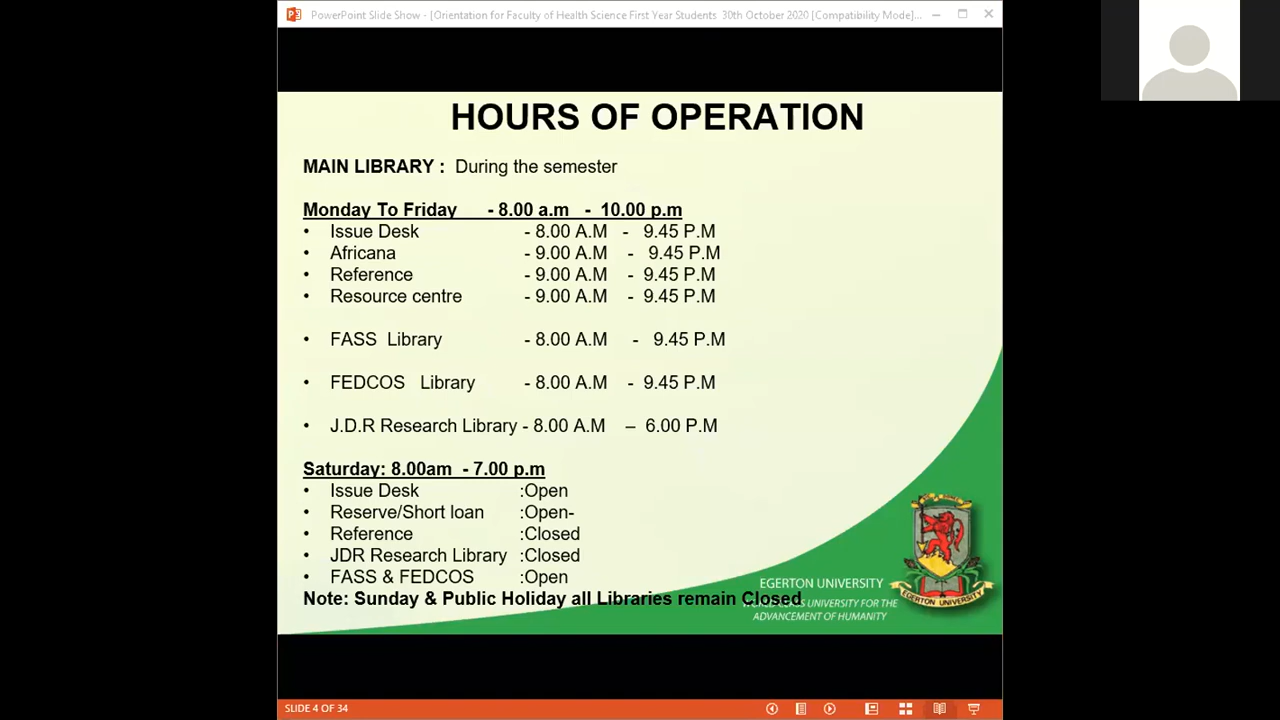 PowerPoint Slide Show - [Orientation for Faculty of Health Science First Year Students 30th October 2020 [Compatibility Mode]...
HOURS OF OPERATION
MAIN LIBRARY : During the semester
Monday To Friday - 8.00 a.m - 10.00 p.m
• Issue Desk - 8.00 A.M - 9.45 P.M
• Africana - 9.00 A.M - 9.45 P.M
• Reference - 9.00 A.M - 9.45 P.M
• Resource centre - 9.00 A.M - 9.45 P.M
• FASS Library - 8.00 A.M - 9.45 P.M
• FEDCOS Library - 8.00 A.M - 9.45 P.M
• J.D.R Research Library - 8.00 A.M – 6.00 P.M
Saturday: 8.00am - 7.00 p.m
• Issue Desk :Open
• Reserve/Short loan :Open-
• Reference :Closed
• JDR Research Library :Closed
• FASS & FEDCOS :Open
Note: Sunday & Public Holiday all Libraries remain Closed
EGERTON UNIVERSITY
WORLD CLASS UNIVERSITY FOR THE
ADVANCEMENT OF HUMANITY
EGERTON UNIVERSITY
SLIDE 4 OF 34